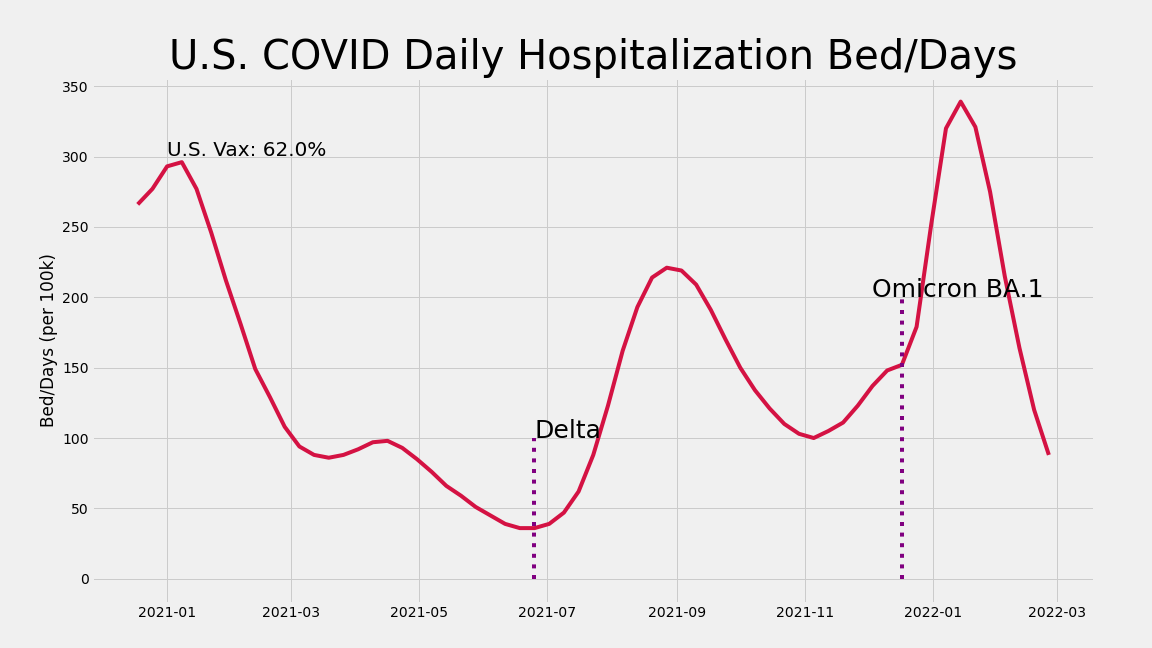 U.S. COVID Daily Hospitalization Bed/Days
350
U.S. Vax: 62.0%
300
250
Omicron BA.1
200
150
Delta
100
50
0
Bed/Days (per 100k)
2021-01 2021-03 2021-05 2021-07 2021-09 2021-11 2022-01 2022-03